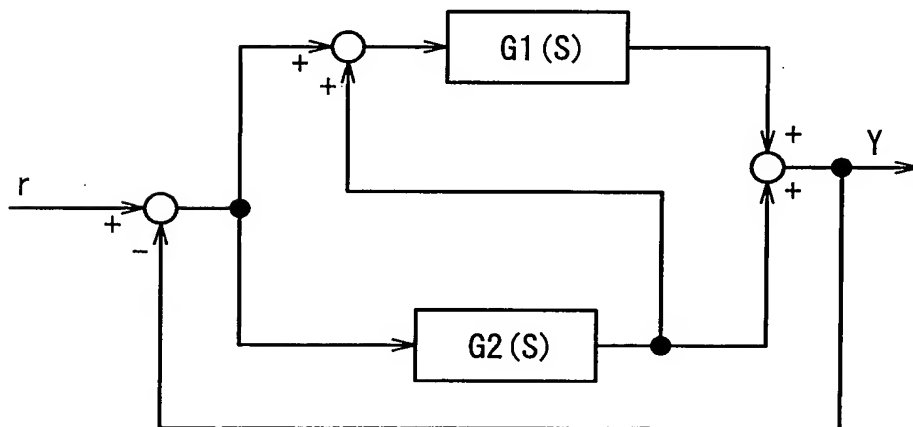 G1(S)
+
+
+
Y
r
+
+
-
G2(S)